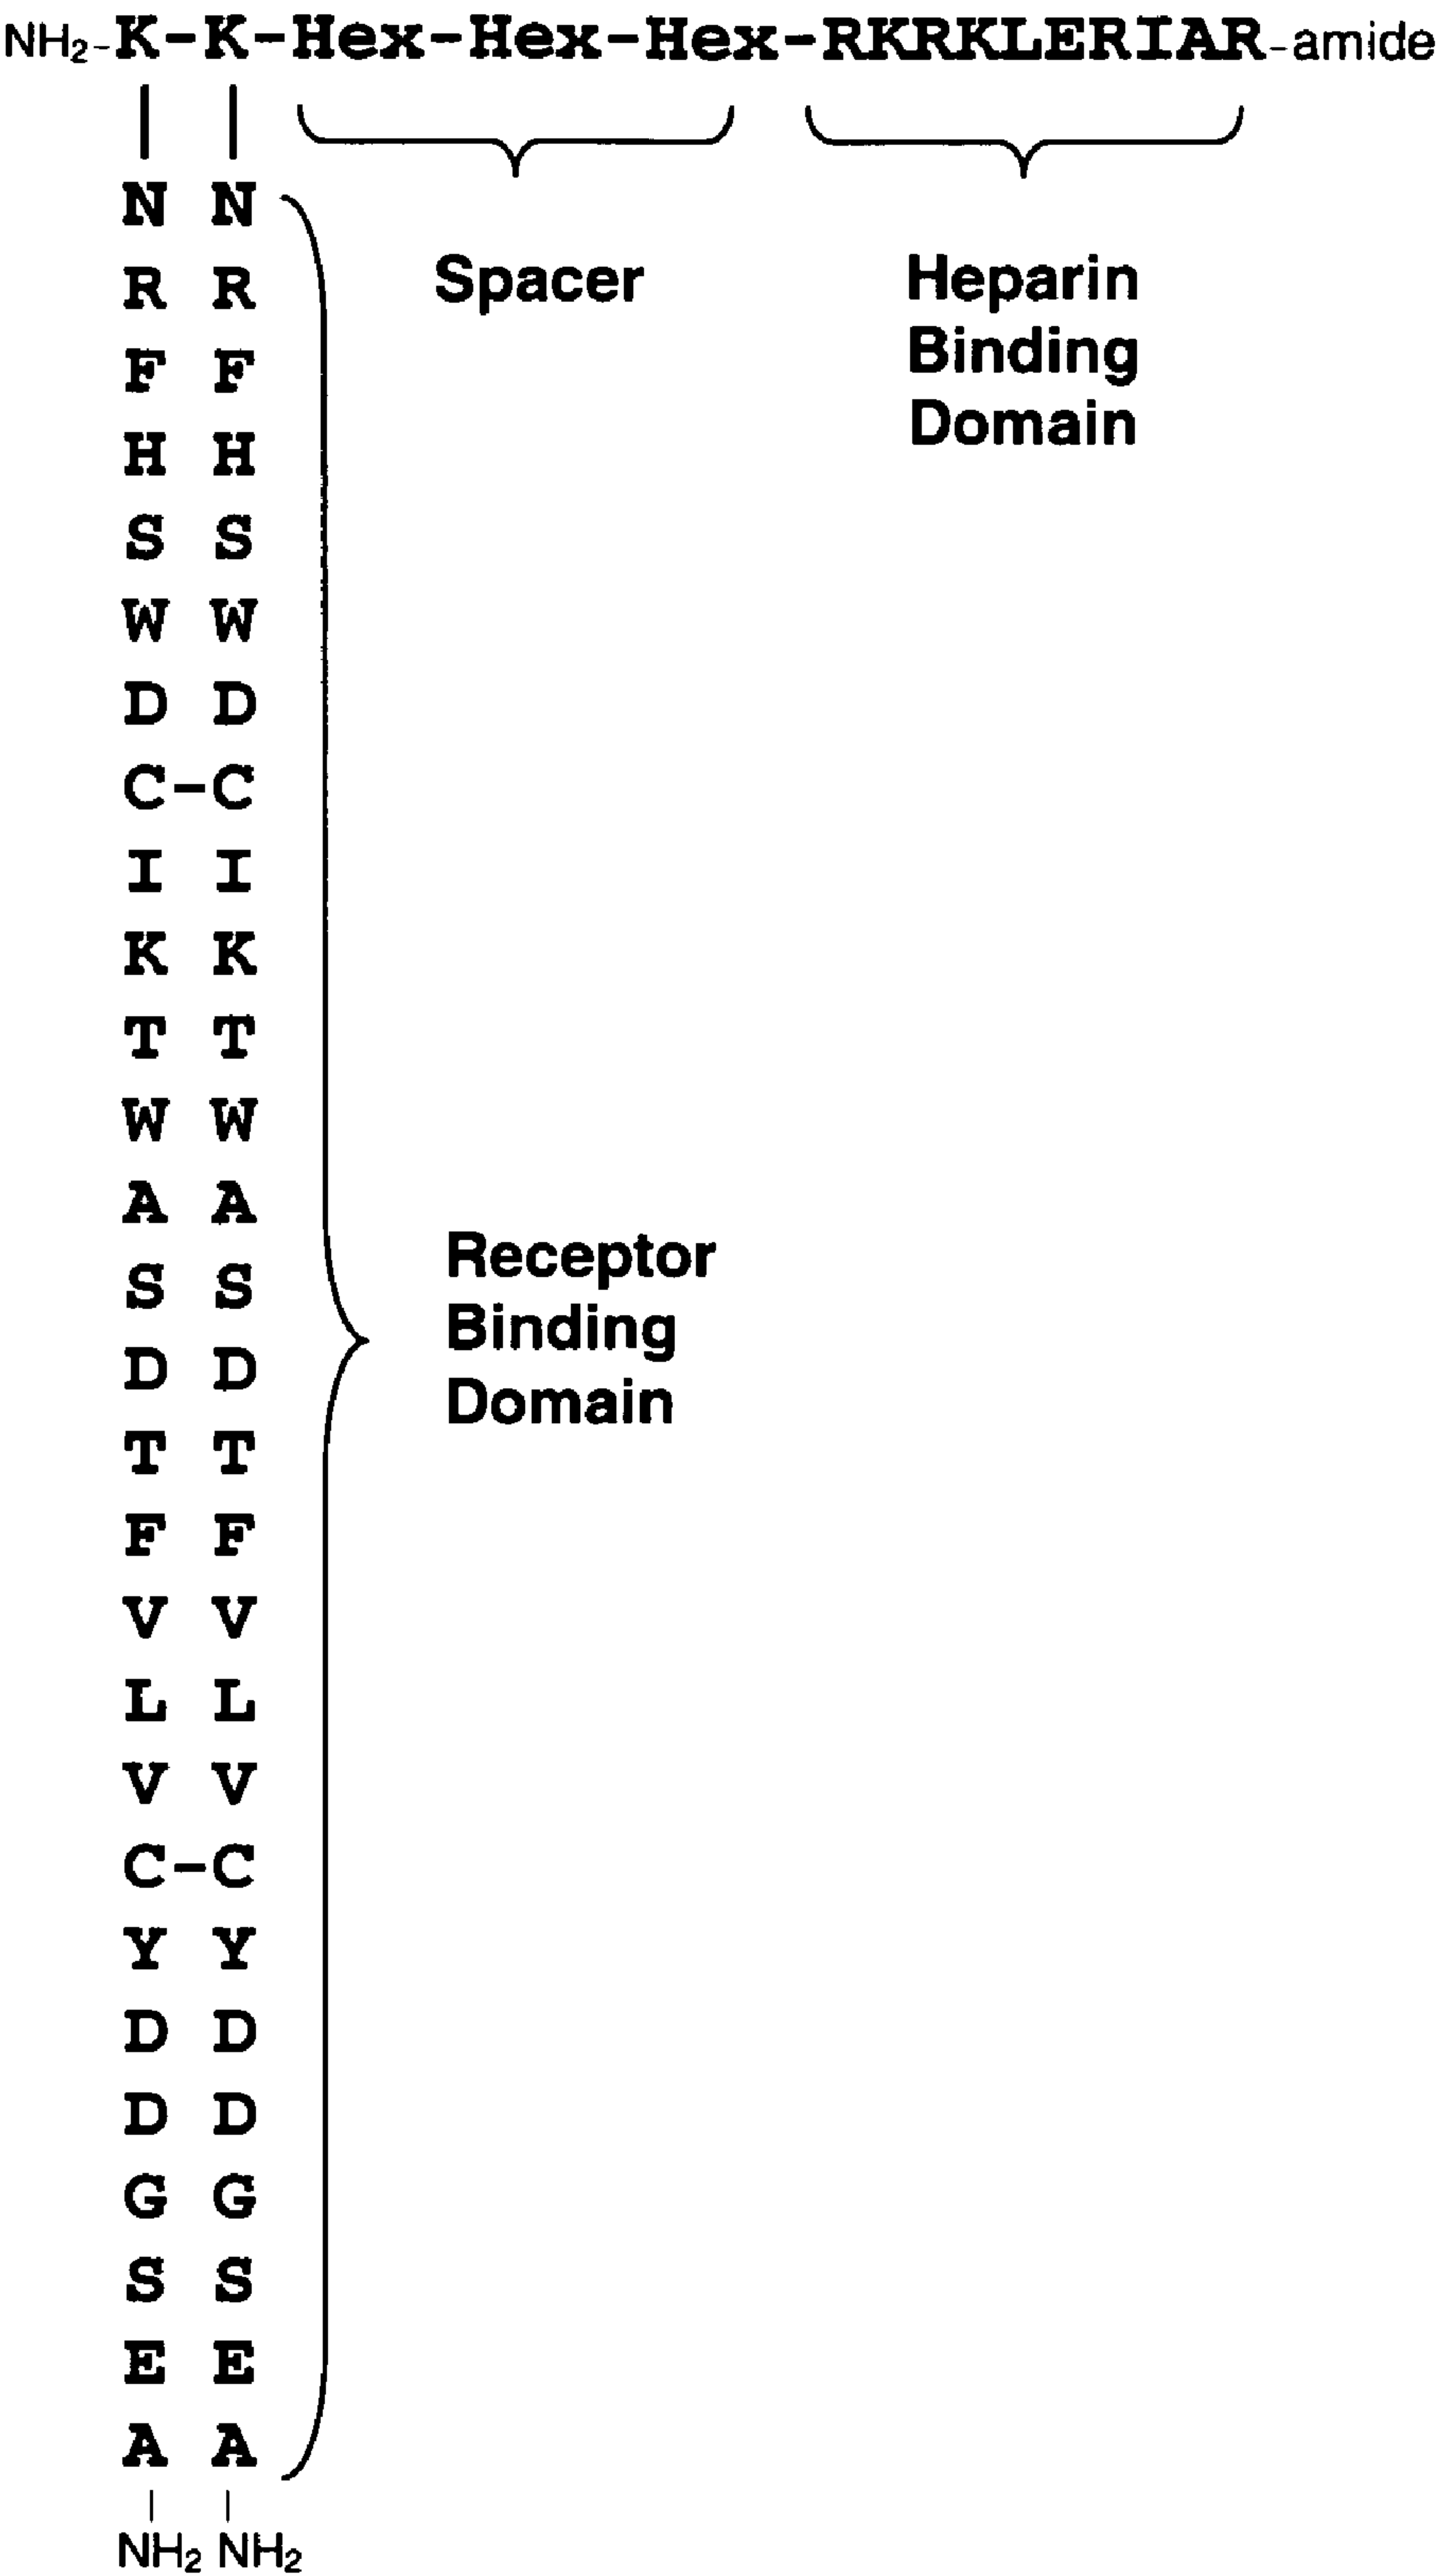 NH2-K-K-Hex-Hex-Hex-RKRKLERIAR-amide
N N
R R
F F
H H
S S
W W
D D
C-C
I I
K K
T T
W W
A A
S S
D D
T T
F F
V V
L L
V V
C-C
Y Y
D D
D D
G G
S S
E E
A A
NH2 NH2
Spacer
Heparin
Binding
Domain
Receptor
Binding
Domain